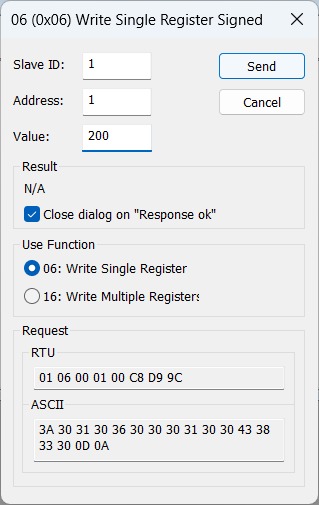 06 (0x06) Write Single Register Signed
Slave ID: 1
Send
Address: 1
Cancel
Value: 200
Result
N/A
Close dialog on "Response ok"
Use Function
06: Write Single Register
16: Write Multiple Registers
Request
RTU
01 06 00 01 00 C8 D9 9C
ASCII
3A 30 31 30 36 30 30 30 31 30 30 43 38
33 30 0D 0A